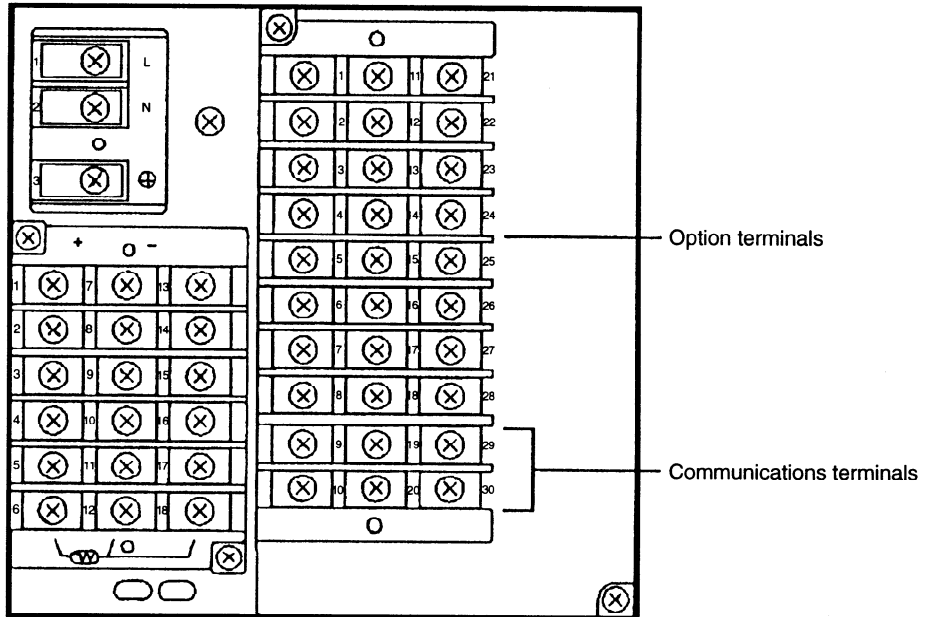 1 L
2 N
3
+ -
1 7 13
2 8 14
3 9 15
4 10 16
5 11 17
6 12 18
1 11 21
2 12 22
3 13 23
4 14 24
5 15 25
6 16 26
7 17 27
8 18 28
9 19 29
10 20 30
Option terminals
Communications terminals